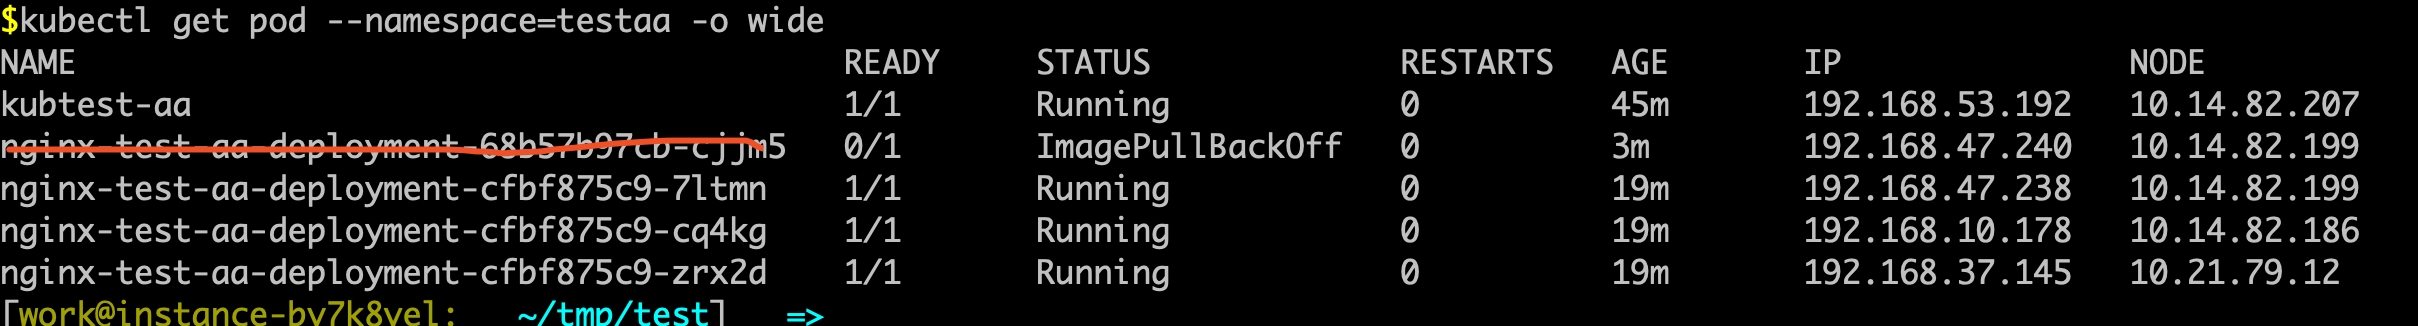 $kubectl get pod --namespace=testaa -o wide
NAME READY STATUS RESTARTS AGE IP NODE
kubtest-aa 1/1 Running 0 45m 192.168.53.192 10.14.82.207
nginx-test-aa-deployment-68b57b97cb-cjjm5 0/1 ImagePullBackOff 0 3m 192.168.47.240 10.14.82.199
nginx-test-aa-deployment-cfbf875c9-7ltmn 1/1 Running 0 19m 192.168.47.238 10.14.82.199
nginx-test-aa-deployment-cfbf875c9-cq4kg 1/1 Running 0 19m 192.168.10.178 10.14.82.186
nginx-test-aa-deployment-cfbf875c9-zrx2d 1/1 Running 0 19m 192.168.37.145 10.21.79.12
[work@instance-bv7k8vel: ~/tmp/test] =>